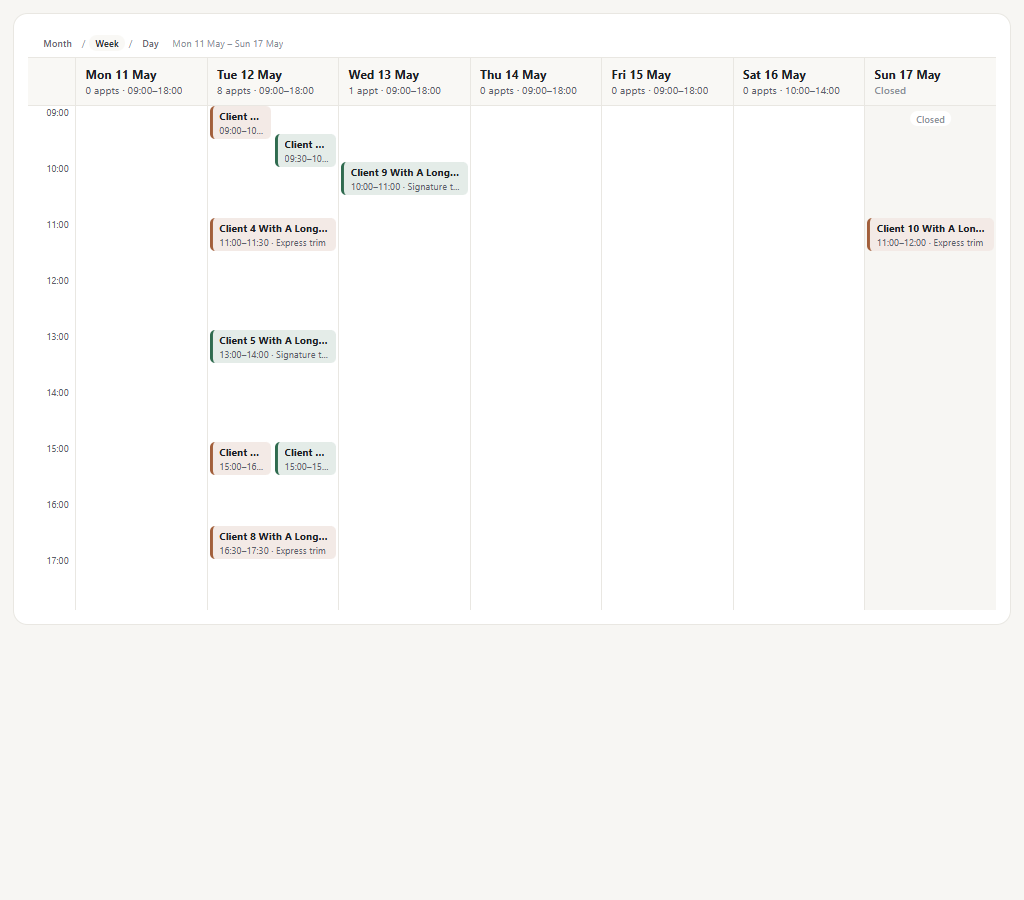 Month / Week / Day Mon 11 May – Sun 17 May
Mon 11 May
0 appts · 09:00–18:00
Tue 12 May
8 appts · 09:00–18:00
Wed 13 May
1 appt · 09:00–18:00
Thu 14 May
0 appts · 09:00–18:00
Fri 15 May
0 appts · 09:00–18:00
Sat 16 May
0 appts · 10:00–14:00
Sun 17 May
Closed
09:00
Client ...
09:00–10...
Closed
Client ...
09:30–10...
10:00
Client 9 With A Long...
10:00–11:00 · Signature t...
11:00
Client 4 With A Long...
11:00–11:30 · Express trim
Client 10 With A Lon...
11:00–12:00 · Express trim
12:00
13:00
Client 5 With A Long...
13:00–14:00 · Signature t...
14:00
15:00
Client ...
15:00–16...
Client ...
15:00–15...
16:00
Client 8 With A Long...
16:30–17:30 · Express trim
17:00